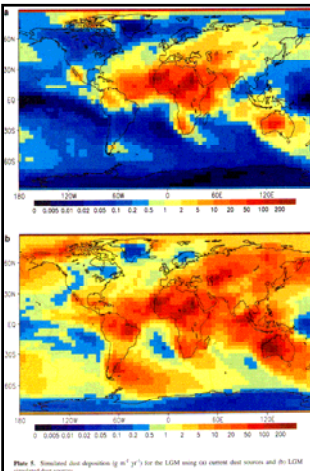 a
60N
30N
EQ
30S
60S
180 120W 60W 0 60E 120E
0 0.005 0.01 0.02 0.05 0.1 0.2 0.5 1 2 5 10 20 50 100 200
b
60N
30N
EQ
30S
60S
180 120W 60W 0 60E 120E
0 0.005 0.01 0.02 0.05 0.1 0.2 0.5 1 2 5 10 20 50 100 200
Plate 5. Simulated dust deposition (g m⁻² yr⁻¹) for the LGM using (a) current dust sources and (b) LGM